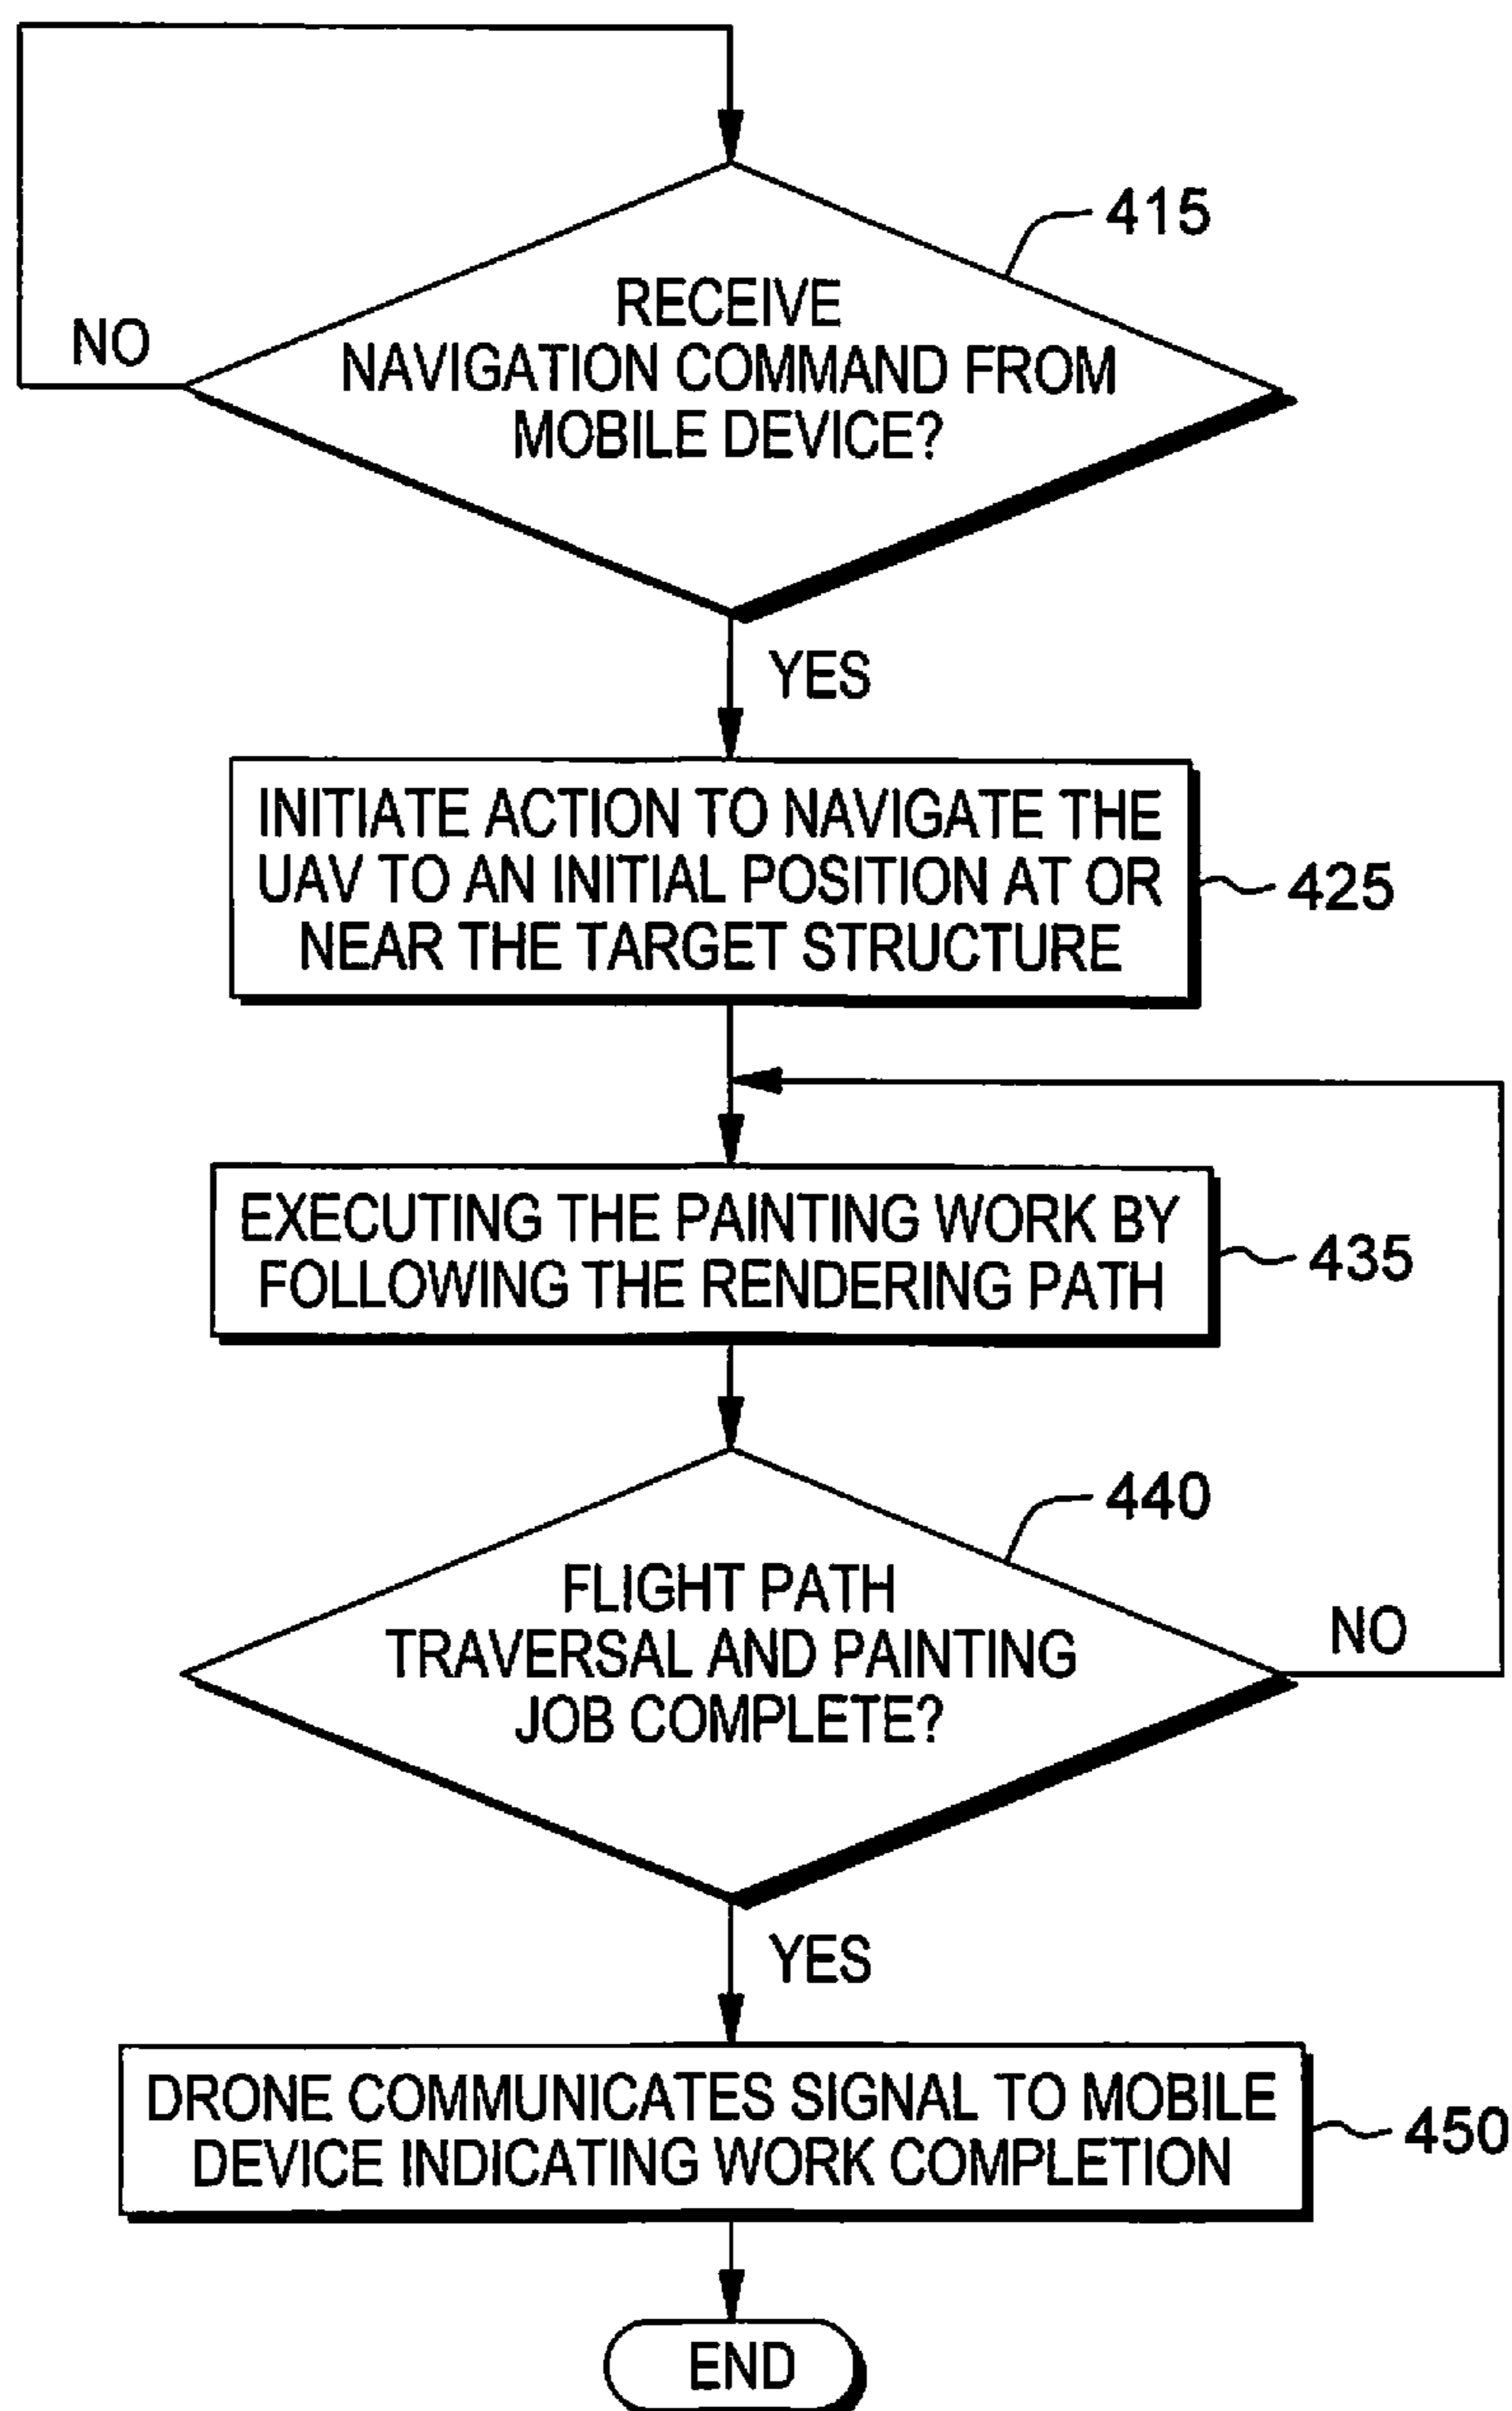 415
RECEIVE
NAVIGATION COMMAND FROM
MOBILE DEVICE?
NO
YES
INITIATE ACTION TO NAVIGATE THE
UAV TO AN INITIAL POSITION AT OR
NEAR THE TARGET STRUCTURE
425
EXECUTING THE PAINTING WORK BY
FOLLOWING THE RENDERING PATH
435
440
FLIGHT PATH
TRAVERSAL AND PAINTING
JOB COMPLETE?
NO
YES
DRONE COMMUNICATES SIGNAL TO MOBILE
DEVICE INDICATING WORK COMPLETION
450
END